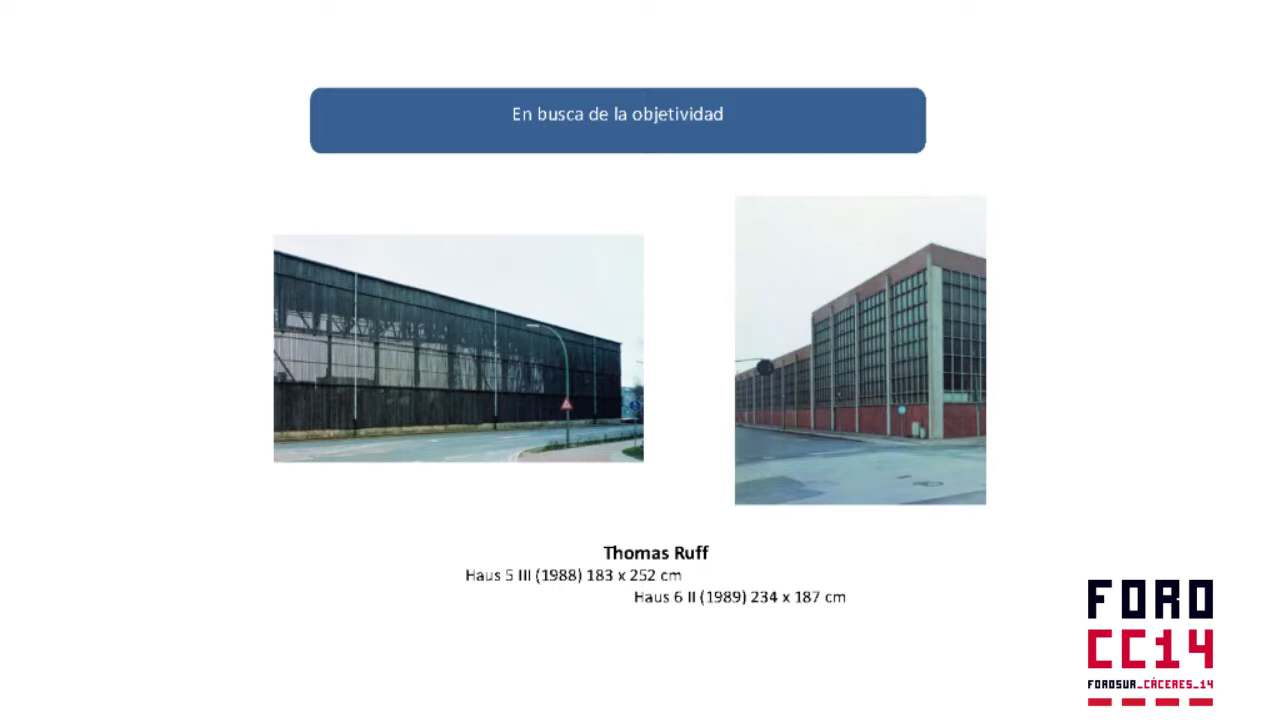 En busca de la objetividad
Thomas Ruff
Haus 5 III (1988) 183 x 252 cm
Haus 6 II (1989) 234 x 187 cm
FORO
CC14
FOROSUR_CÁCERES_14